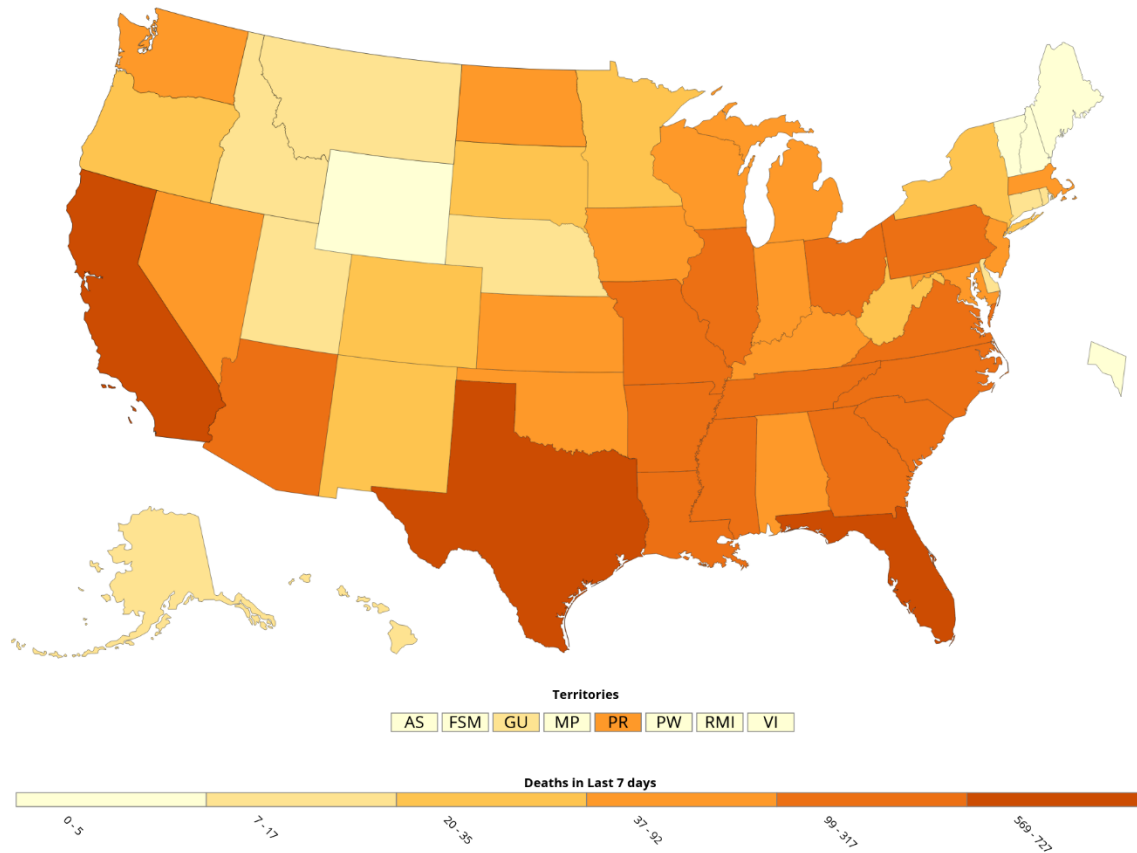 Territories
AS FSM GU MP PR PW RMI VI
Deaths in Last 7 days
0 - 5 7 - 17 20 - 35 37 - 92 99 - 317 569 - 727